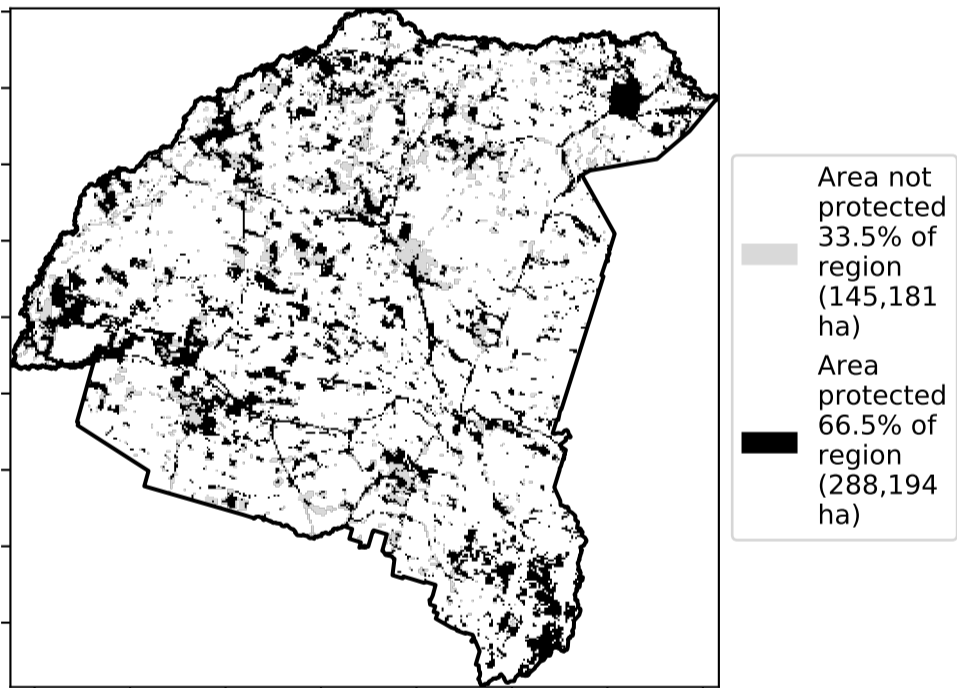 Area not
protected
33.5% of
region
(145,181
ha)
Area
protected
66.5% of
region
(288,194
ha)